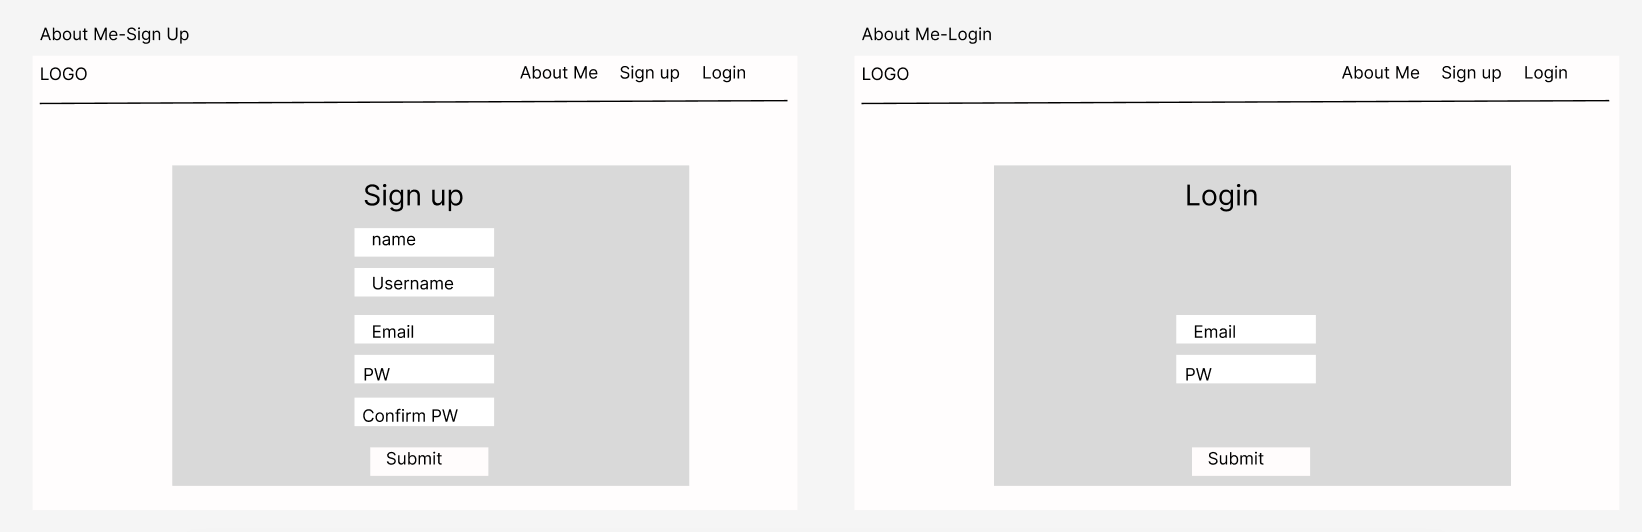 About Me-Sign Up
LOGO
About Me Sign up Login
Sign up
name
Username
Email
PW
Confirm PW
Submit
About Me-Login
LOGO
About Me Sign up Login
Login
Email
PW
Submit